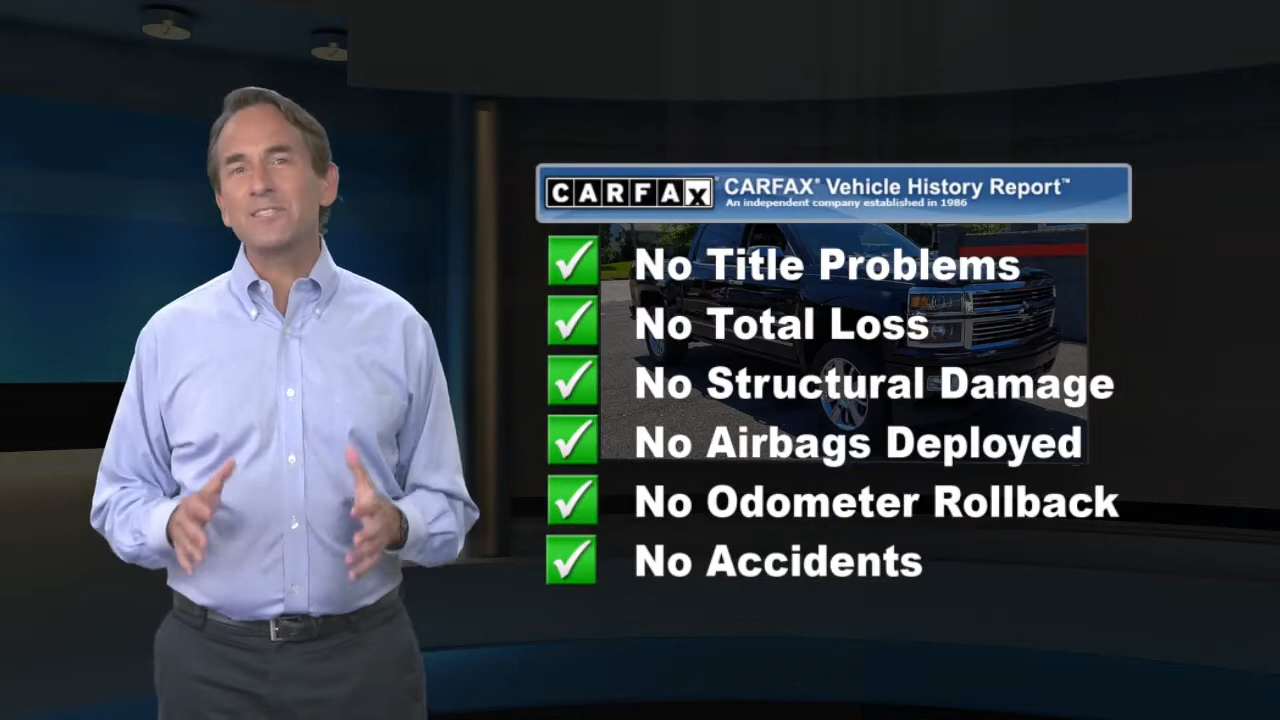 CARFAX® CARFAX® Vehicle History Report™
An independent company established in 1986
No Title Problems
No Total Loss
No Structural Damage
No Airbags Deployed
No Odometer Rollback
No Accidents